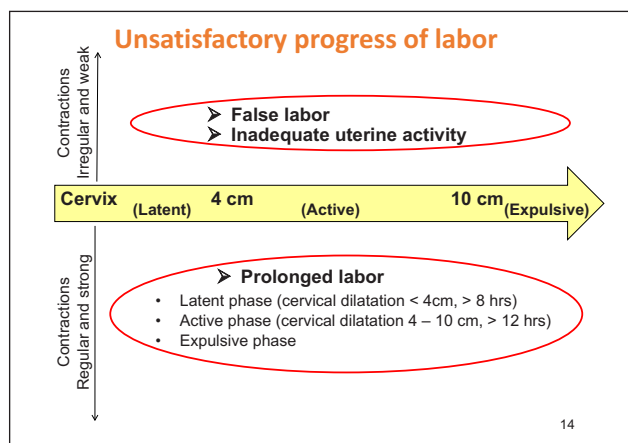 Unsatisfactory progress of labor
Contractions
Irregular and weak
➢ False labor
➢ Inadequate uterine activity
Cervix (Latent) 4 cm (Active) 10 cm (Expulsive)
Contractions
Regular and strong
➢ Prolonged labor
• Latent phase (cervical dilatation < 4cm, > 8 hrs)
• Active phase (cervical dilatation 4 – 10 cm, > 12 hrs)
• Expulsive phase
14